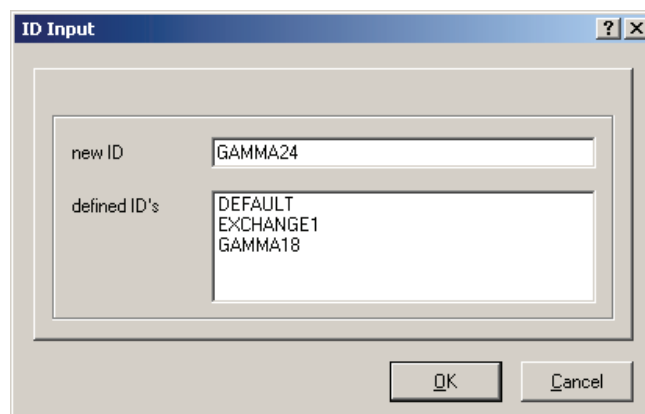 ID Input
new ID GAMMA24
defined ID's DEFAULT
EXCHANGE1
GAMMA18
OK Cancel